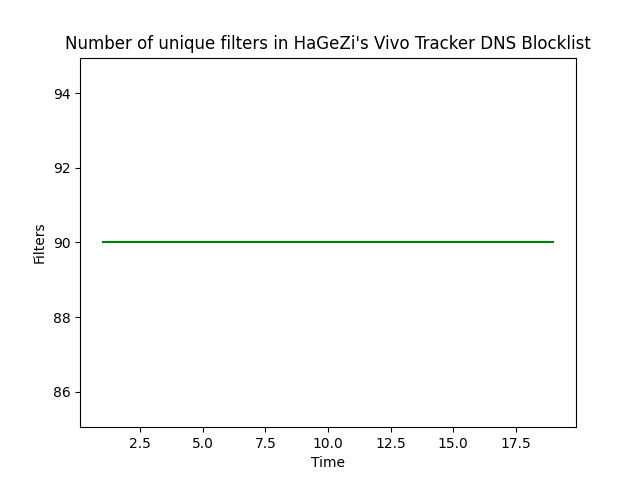 Number of unique filters in HaGeZi's Vivo Tracker DNS Blocklist
94
92
90
88
86
Filters
2.5 5.0 7.5 10.0 12.5 15.0 17.5
Time